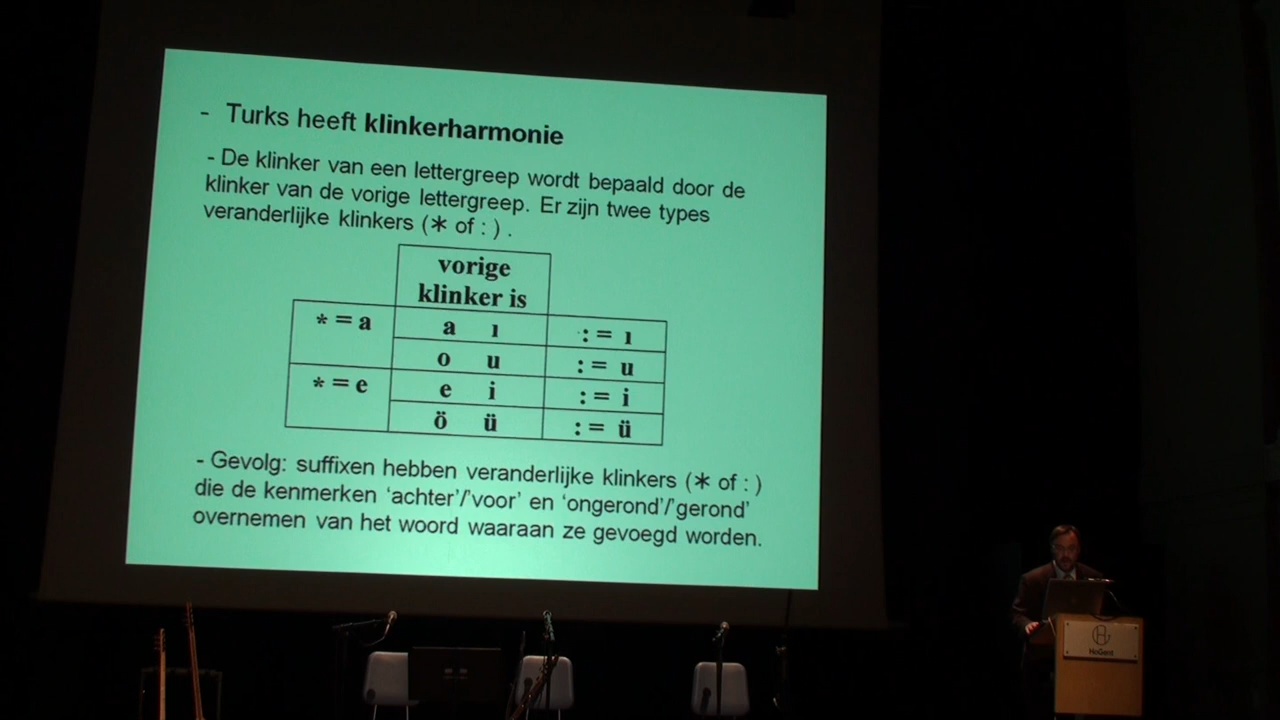 - Turks heeft klinkerharmonie
- De klinker van een lettergreep wordt bepaald door de
klinker van de vorige lettergreep. Er zijn twee types
veranderlijke klinkers (* of : ) .
vorige
klinker is
* = a
a ı
: = ı
o u
: = u
* = e
e i
: = i
ö ü
: = ü
- Gevolg: suffixen hebben veranderlijke klinkers (* of : )
die de kenmerken ‘achter’/’voor’ en ‘ongerond’/’gerond’
overnemen van het woord waaraan ze gevoegd worden.
HoGent